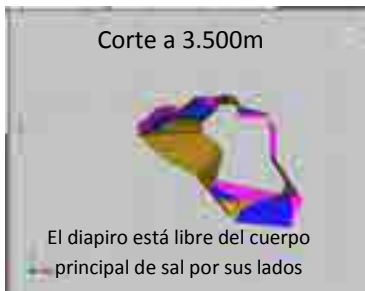 Corte a 3.500m
El diapiro está libre del cuerpo
principal de sal por sus lados